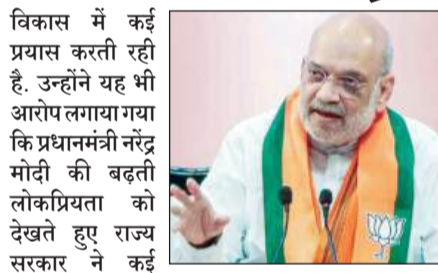 विकास में कई
प्रयास करती रही
है. उन्होंने यह भी
आरोप लगाया गया
कि प्रधानमंत्री नरेंद्र
मोदी की बढ़ती
लोकप्रियता को
देखते हुए राज्य
सरकार ने कई